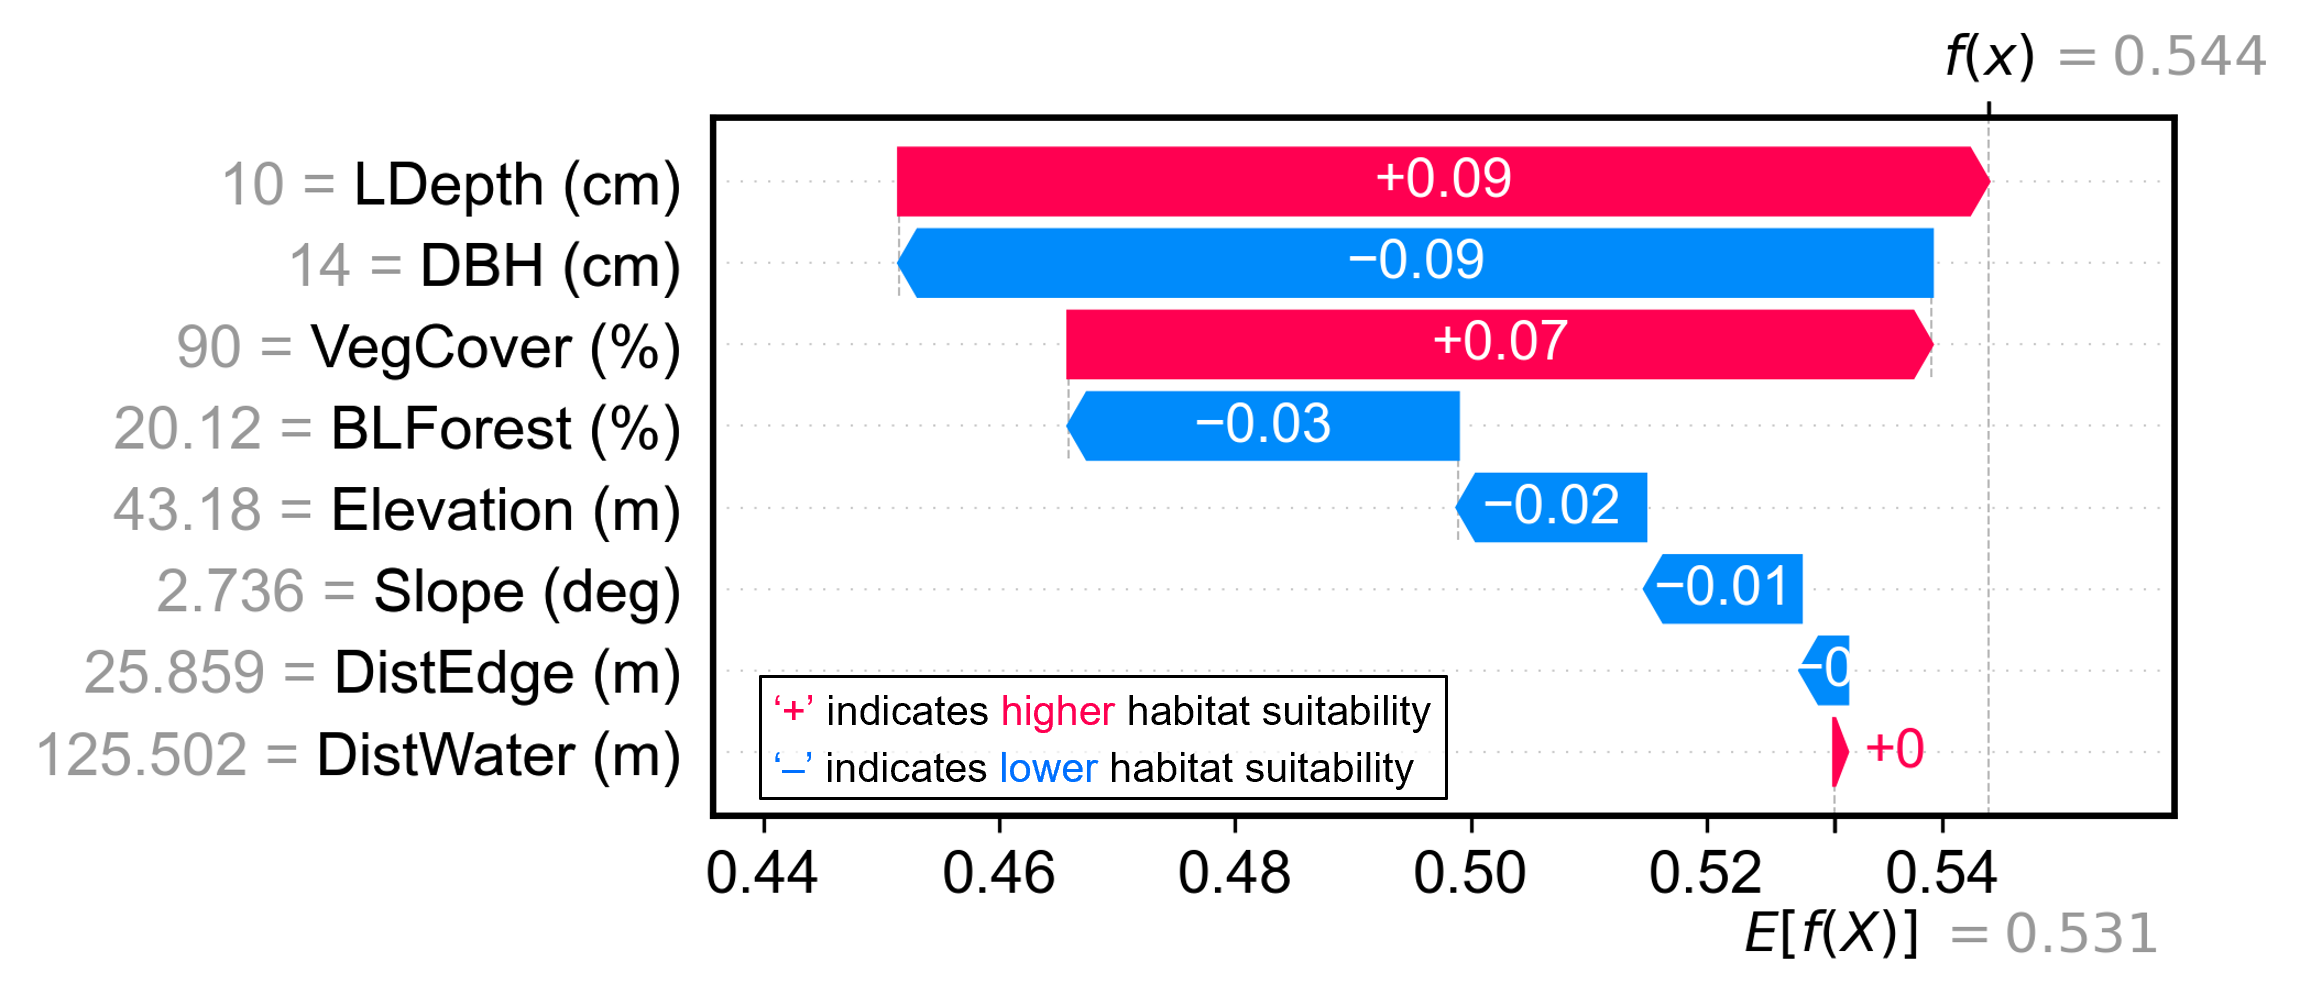 f(x) = 0.544
10 = LDepth (cm)
+0.09
14 = DBH (cm)
−0.09
90 = VegCover (%)
+0.07
20.12 = BLForest (%)
−0.03
43.18 = Elevation (m)
−0.02
2.736 = Slope (deg)
−0.01
25.859 = DistEdge (m)
−0
125.502 = DistWater (m)
+0
‘+’ indicates higher habitat suitability
‘–’ indicates lower habitat suitability
0.44 0.46 0.48 0.50 0.52 0.54
E[f(X)] = 0.531